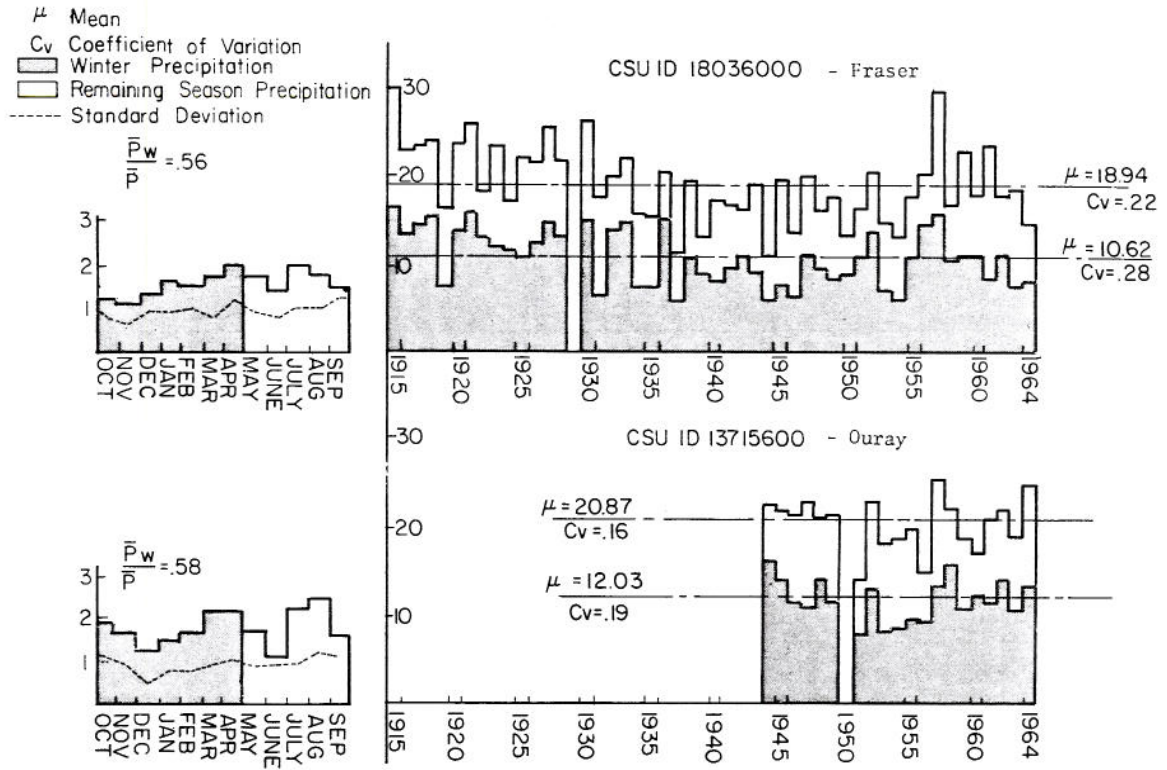 μ Mean
Cv Coefficient of Variation
Winter Precipitation
Remaining Season Precipitation
Standard Deviation
P̅w
P̅ =.56
3
2
1
OCT NOV DEC JAN FEB MAR APR MAY JUNE JULY AUG SEP
CSU ID 18036000 - Fraser
30
20
10
μ=18.94
Cv=.22
μ=10.62
Cv=.28
1915 1920 1925 1930 1935 1940 1945 1950 1955 1960 1964
P̅w
P̅ =.58
3
2
1
OCT NOV DEC JAN FEB MAR APR MAY JUNE JULY AUG SEP
CSU ID 13715600 - Ouray
30
20
10
μ=20.87
Cv=.16
μ=12.03
Cv=.19
1915 1920 1925 1930 1935 1940 1945 1950 1955 1960 1964